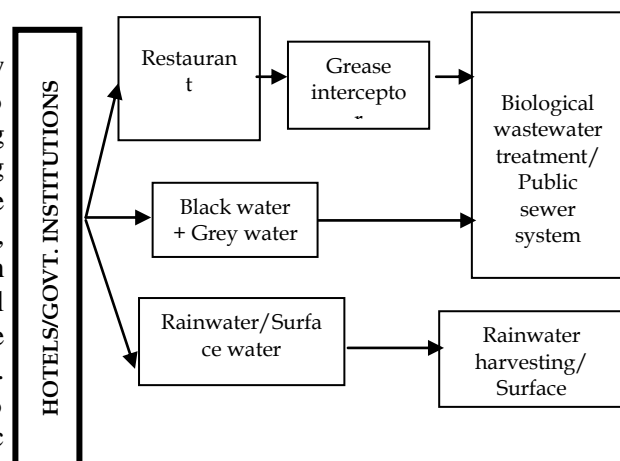 y
g
g
e
,
n
l
e
.
c
HOTELS/GOVT. INSTITUTIONS
Restauran
t
Grease
intercepto
r
Biological
wastewater
treatment/
Public
sewer
system
Black water
+ Grey water
Rainwater/Surfa
ce water
Rainwater
harvesting/
Surface